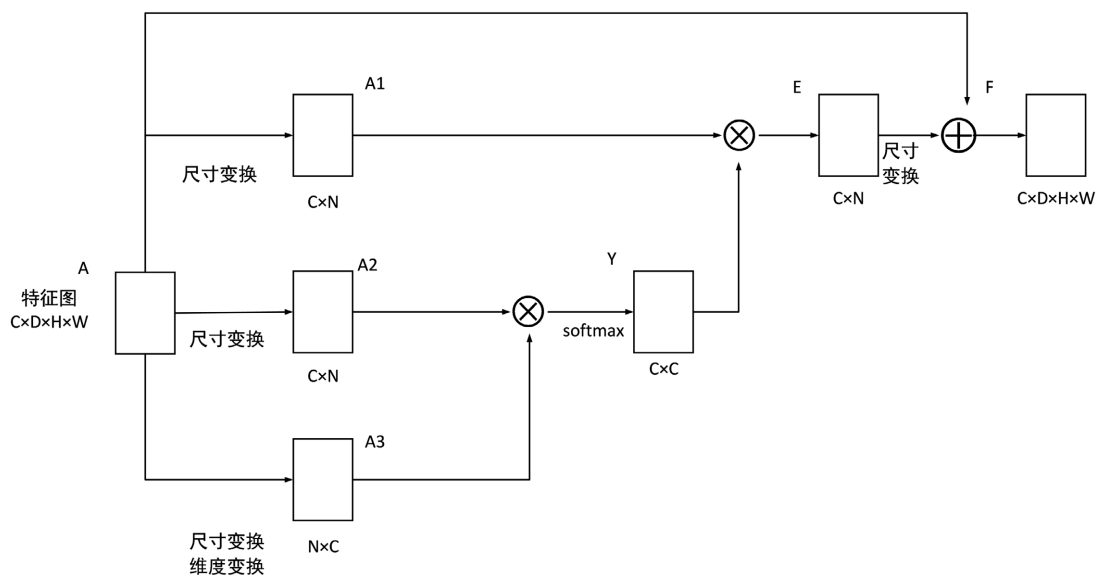 A1
尺寸变换
C×N
E
C×N
尺寸
变换
F
C×D×H×W
A
特征图
C×D×H×W
A2
尺寸变换
C×N
softmax
Y
C×C
A3
尺寸变换
维度变换
N×C